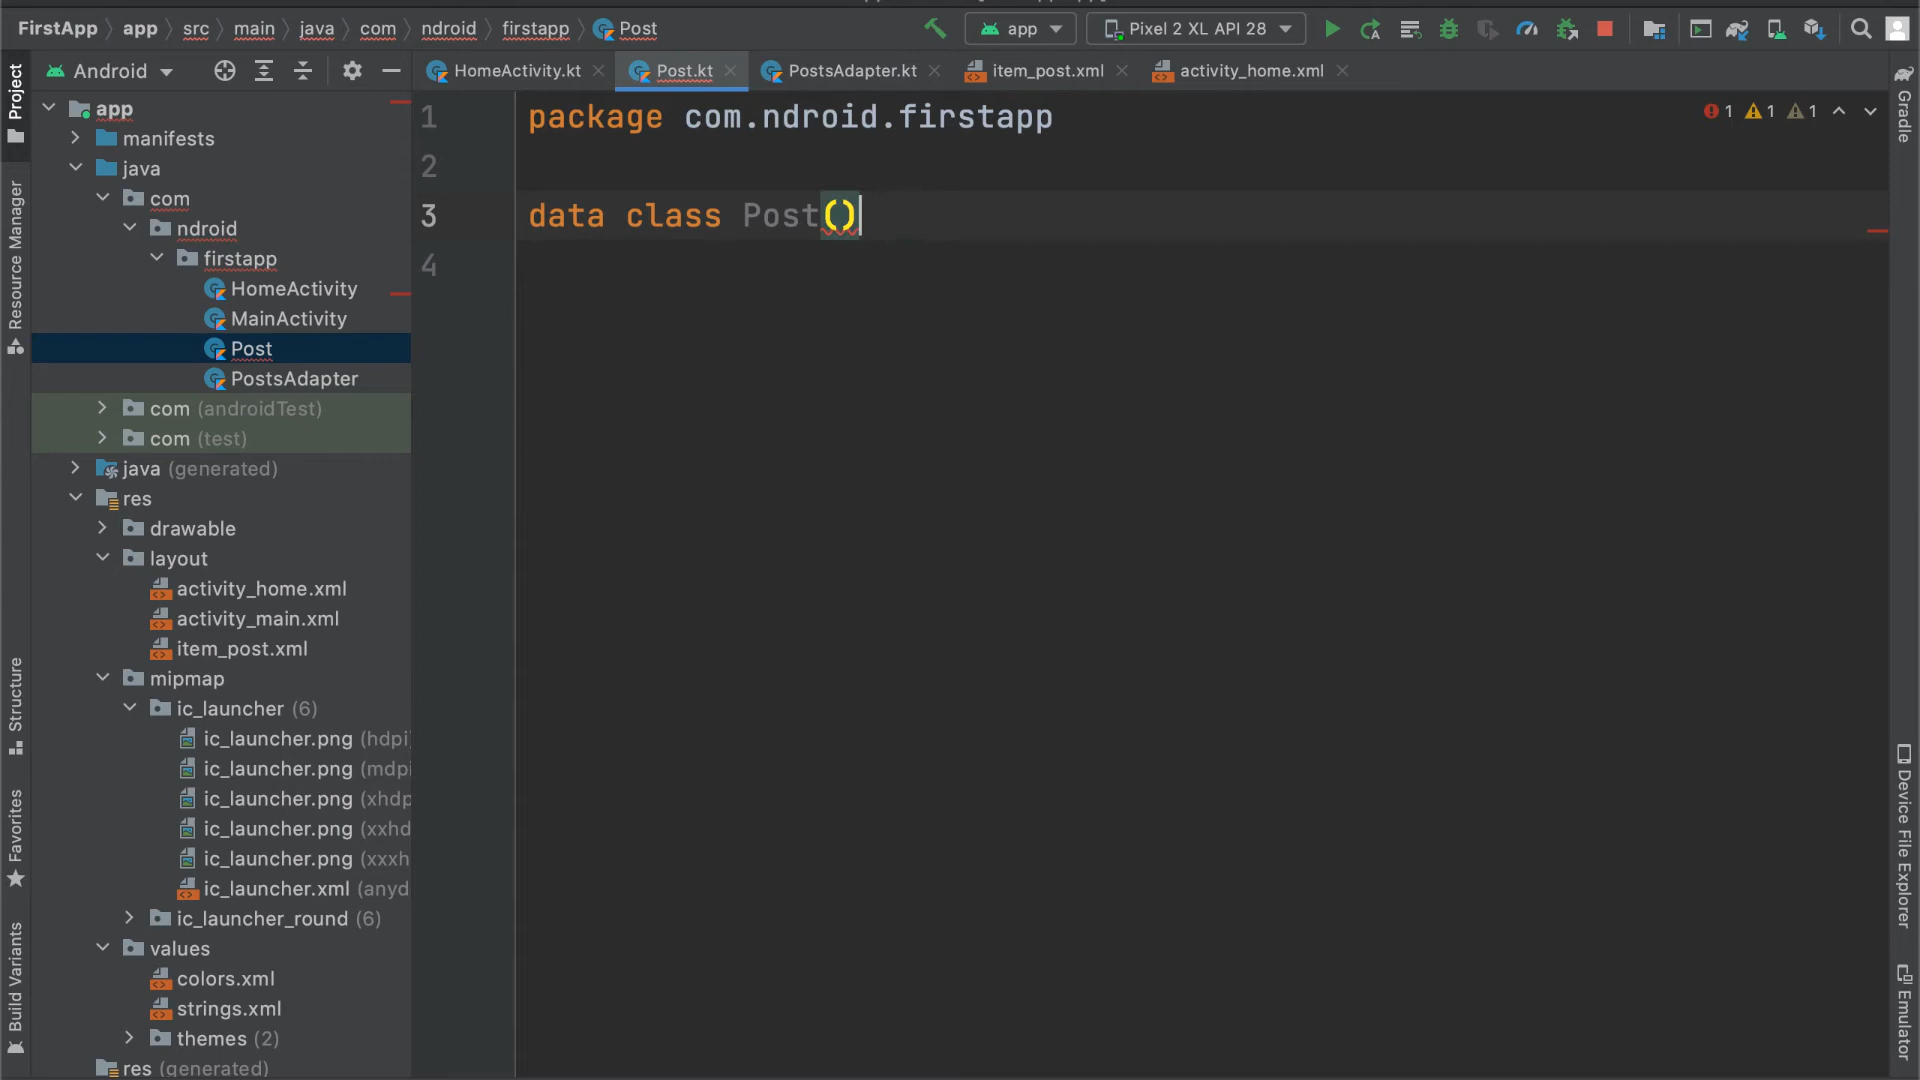 FirstApp app src main java com ndroid firstapp Post app Pixel 2 XL API 28
Project Android HomeActivity.kt Post.kt PostsAdapter.kt item_post.xml activity_home.xml Gradle
app
manifests
java
com
ndroid
firstapp
HomeActivity
MainActivity
Post
PostsAdapter
com (androidTest)
com (test)
java (generated)
res
drawable
layout
activity_home.xml
activity_main.xml
item_post.xml
mipmap
ic_launcher (6)
ic_launcher.png (hdpi
ic_launcher.png (mdpi
ic_launcher.png (xhdp
ic_launcher.png (xxhd
ic_launcher.png (xxxh
ic_launcher.xml (anyd
ic_launcher_round (6)
values
colors.xml
strings.xml
themes (2)
res (generated)
1 package com.ndroid.firstapp
2
3 data class Post()
4
1 1 1
Resource Manager
Structure
Favorites
Build Variants
Device File Explorer
Emulator